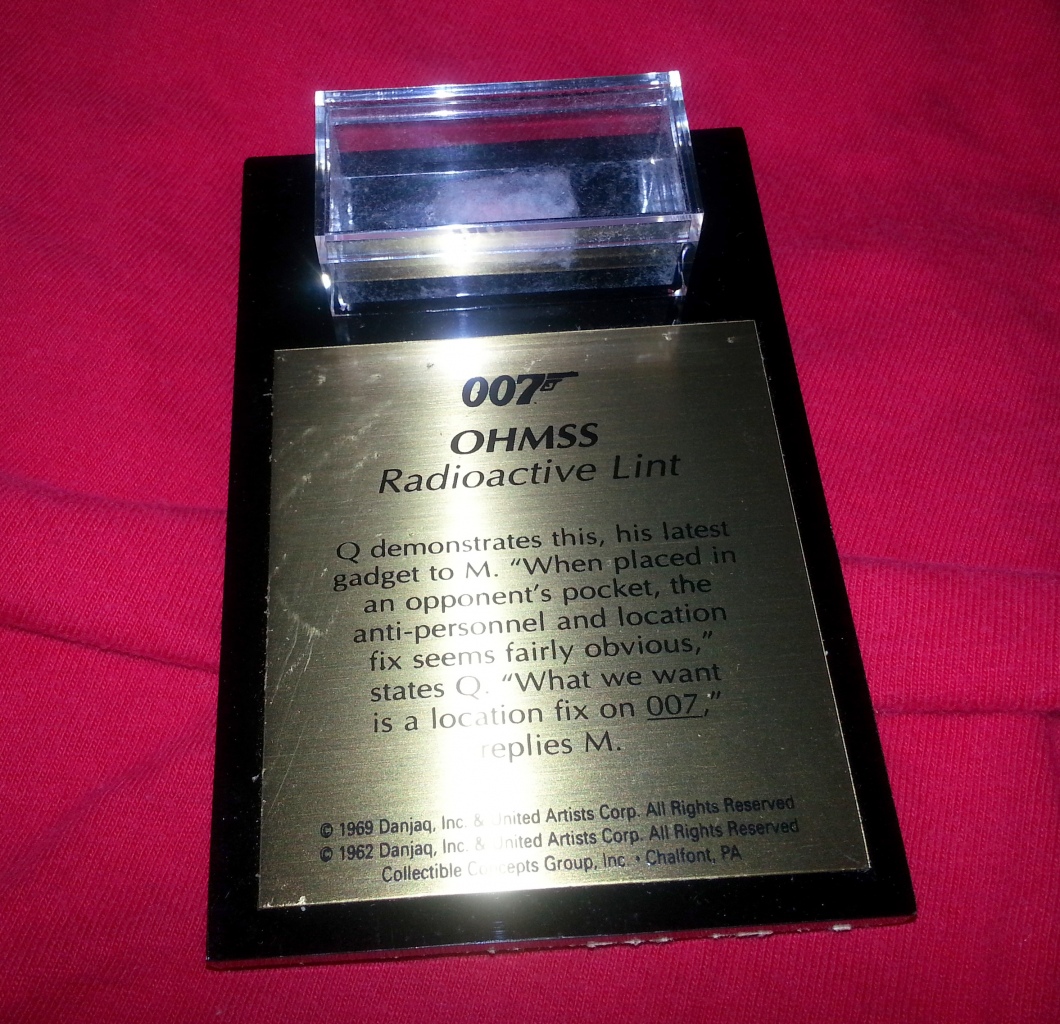 007
OHMSS
Radioactive Lint
Q demonstrates this, his latest
gadget to M. “When placed in
an opponent’s pocket, the
anti-personnel and location
fix seems fairly obvious,”
states Q. “What we want
is a location fix on 007,”
replies M.
© 1969 Danjaq, Inc. & United Artists Corp. All Rights Reserved
© 1962 Danjaq, Inc. & United Artists Corp. All Rights Reserved
Collectible Concepts Group, Inc. • Chalfont, PA